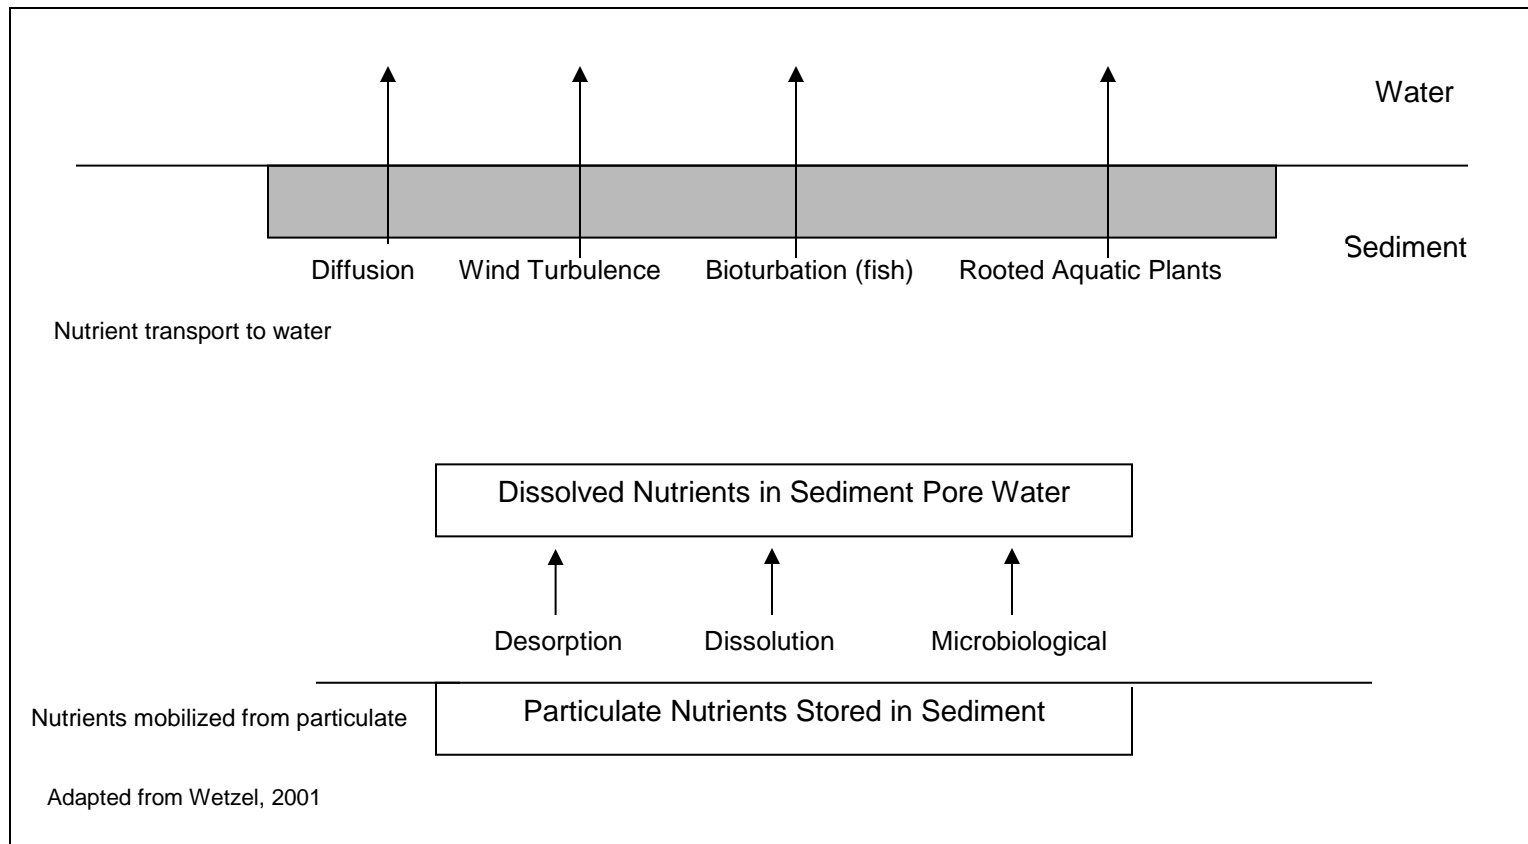 Water
Sediment
Diffusion Wind Turbulence Bioturbation (fish) Rooted Aquatic Plants
Nutrient transport to water
Dissolved Nutrients in Sediment Pore Water
Desorption Dissolution Microbiological
Nutrients mobilized from particulate
Particulate Nutrients Stored in Sediment
Adapted from Wetzel, 2001